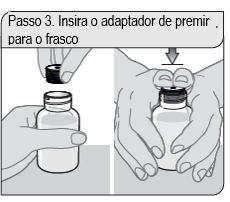 Passo 3. Insira o adaptador de premir .
para o frasco